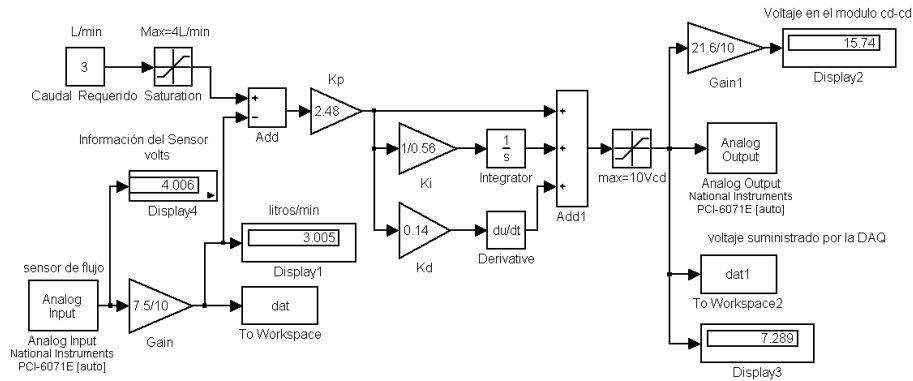 L/min
3
Caudal Requerido
Max=4L/min
Saturation
+
−
Add
Kp
2.48
1/0.56
Ki
1
s
Integrator
0.14
Kd
du/dt
Derivative
+
+
+
Add1
max=10Vcd
21.6/10
Gain1
Voltaje en el modulo cd-cd
15.74
Display2
Analog
Output
Analog Output
National Instruments
PCI-6071E [auto]
voltaje suministrado por la DAQ
dat1
To Workspace2
7.289
Display3
Información del Sensor
volts
4.006
Display4
litros/min
3.005
Display1
sensor de flujo
Analog
Input
Analog Input
National Instruments
PCI-6071E [auto]
7.5/10
Gain
dat
To Workspace